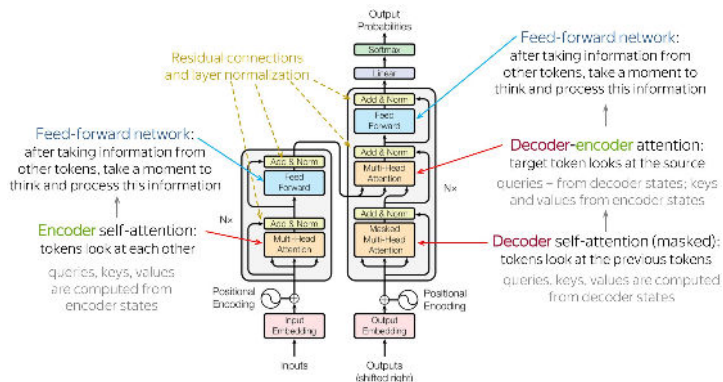 Output
Probabilities
Softmax
Linear
Add & Norm
Feed
Forward
Add & Norm
Multi-Head
Attention
Nx
Add & Norm
Masked
Multi-Head
Attention
Positional
Encoding
Output
Embedding
Outputs
(shifted right)
Residual connections
and layer normalization
Add & Norm
Feed
Forward
Nx
Add & Norm
Multi-Head
Attention
Positional
Encoding
Input
Embedding
Inputs
Feed-forward network:
after taking information from
other tokens, take a moment to
think and process this information
Encoder self-attention:
tokens look at each other
queries, keys, values
are computed from
encoder states
Feed-forward network:
after taking information from
other tokens, take a moment to
think and process this information
Decoder-encoder attention:
target token looks at the source
queries – from decoder states; keys
and values from encoder states
Decoder self-attention (masked):
tokens look at the previous tokens
queries, keys, values are computed
from decoder states